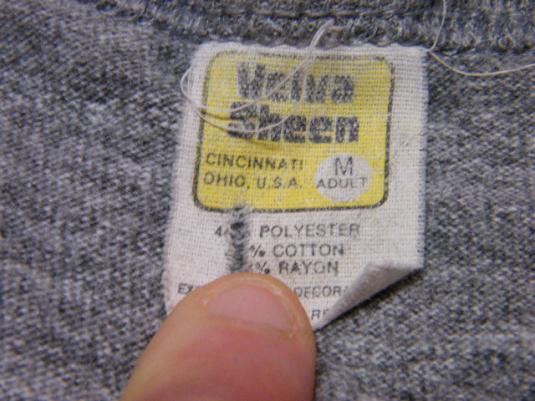 Velva
Sheen
CINCINNATI
OHIO, U.S.A.
M
ADULT
POLYESTER
% COTTON
% RAYON